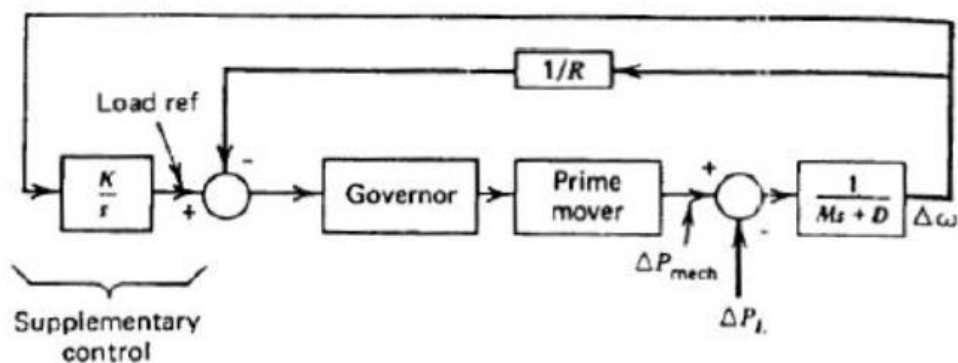 1/R
Load ref
-
K
s
+
Governor
Prime
mover
+
-
1
Ms + D
Δω
ΔP_mech
ΔP_L
Supplementary
control